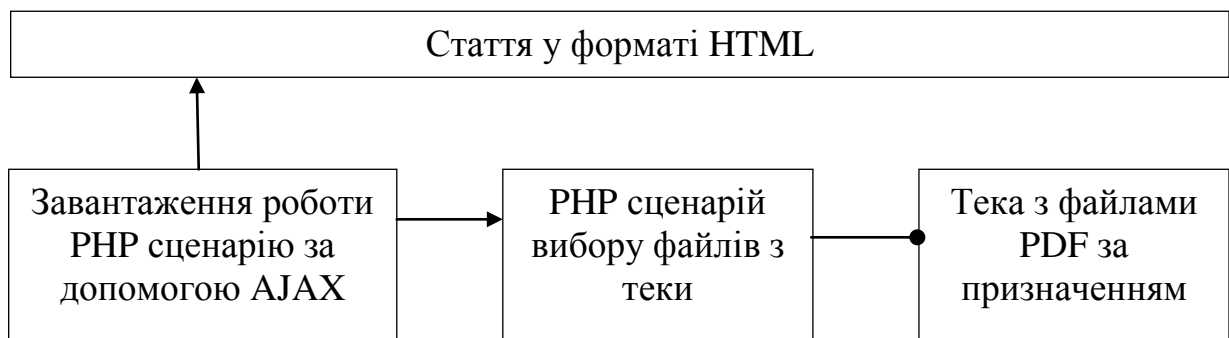 Стаття у форматі HTML
Завантаження роботи
PHP сценарію за
допомогою AJAX
PHP сценарій
вибору файлів з
теки
Тека з файлами
PDF за
призначенням